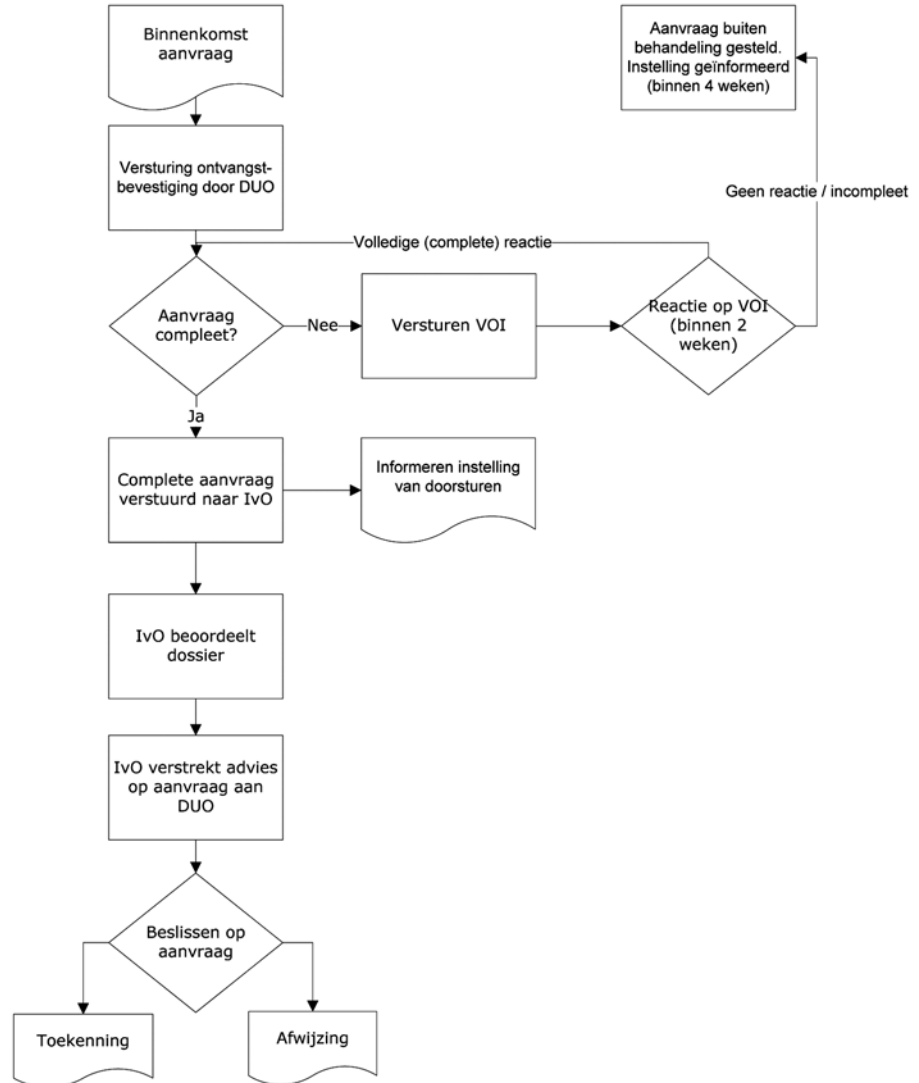 Binnenkomst
aanvraag
Aanvraag buiten
behandeling gesteld.
Instelling geïnformeerd
(binnen 4 weken)
Versturing ontvangst-
bevestiging door DUO
Geen reactie / incompleet
Volledige (complete) reactie
Aanvraag
compleet?
Nee
Versturen VOI
Reactie op VOI
(binnen 2
weken)
Ja
Complete aanvraag
verstuurd naar IvO
Informeren instelling
van doorsturen
IvO beoordeelt
dossier
IvO verstrekt advies
op aanvraag aan
DUO
Beslissen op
aanvraag
Toekenning
Afwijzing